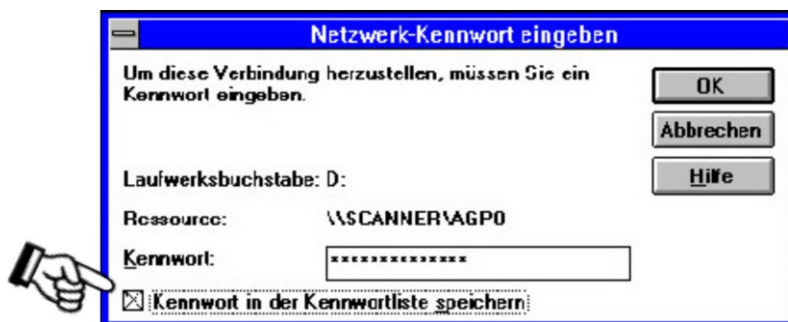 Netzwerk-Kennwort eingeben
Um diese Verbindung herzustellen, müssen Sie ein
Kennwort eingeben.
OK
Abbrechen
Hilfe
Laufwerksbuchstabe: D:
Ressource: \\SCANNER\AGP0
Kennwort: **************
Kennwort in der Kennwortliste speichern